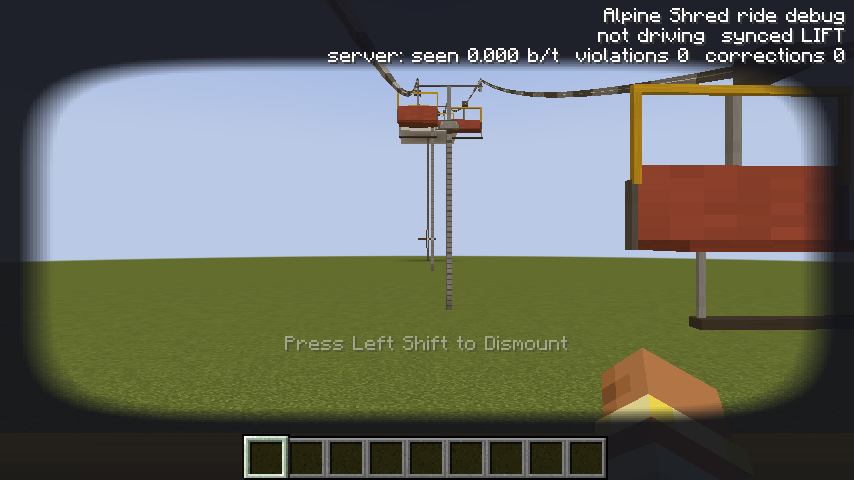 Alpine Shred ride debug
not driving synced LIFT
server: seen 0.000 b/t violations 0 corrections 0
Press Left Shift to Dismount